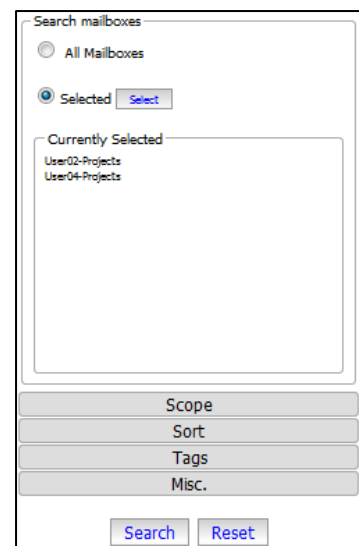 Search mailboxes
All Mailboxes
Selected Select
Currently Selected
User02-Projects
User04-Projects
Scope
Sort
Tags
Misc.
Search Reset